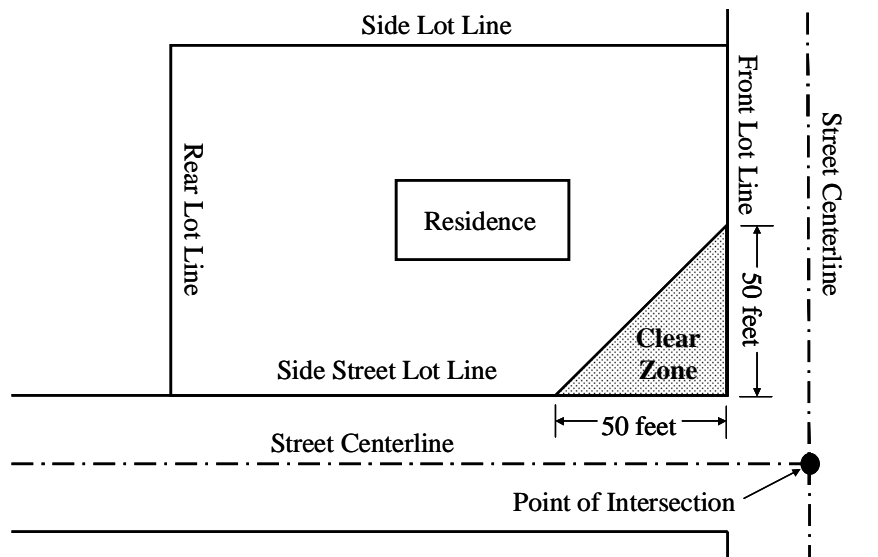 Side Lot Line
Front Lot Line
Street Centerline
Rear Lot Line
Residence
50 feet
Clear
Zone
Side Street Lot Line
50 feet
Street Centerline
Point of Intersection